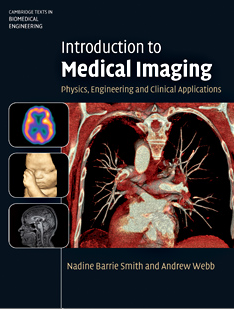 CAMBRIDGE TEXTS IN
BIOMEDICAL
ENGINEERING
Introduction to
Medical Imaging
Physics, Engineering and Clinical Applications
Nadine Barrie Smith and Andrew Webb